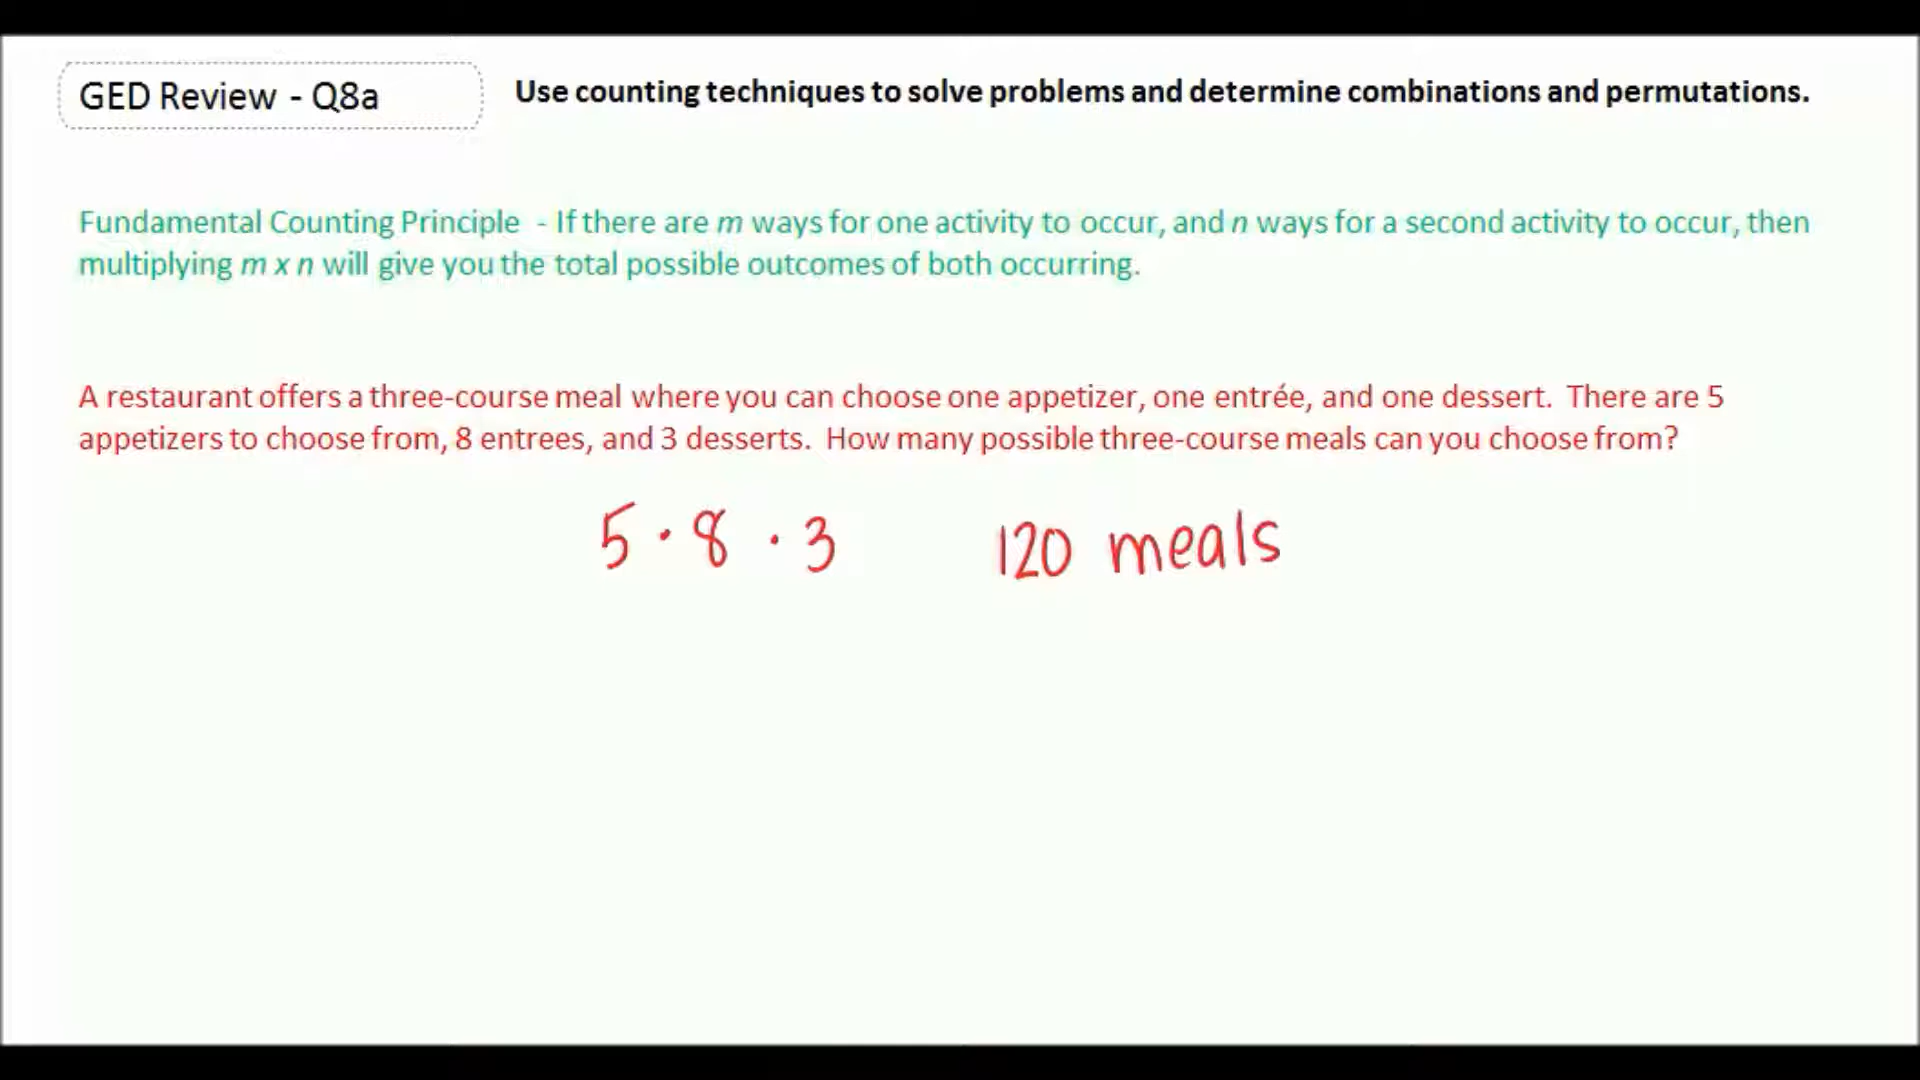 GED Review - Q8a
Use counting techniques to solve problems and determine combinations and permutations.
Fundamental Counting Principle - If there are m ways for one activity to occur, and n ways for a second activity to occur, then
multiplying m x n will give you the total possible outcomes of both occurring.
A restaurant offers a three-course meal where you can choose one appetizer, one entrée, and one dessert. There are 5
appetizers to choose from, 8 entrees, and 3 desserts. How many possible three-course meals can you choose from?
5 · 8 · 3 120 meals